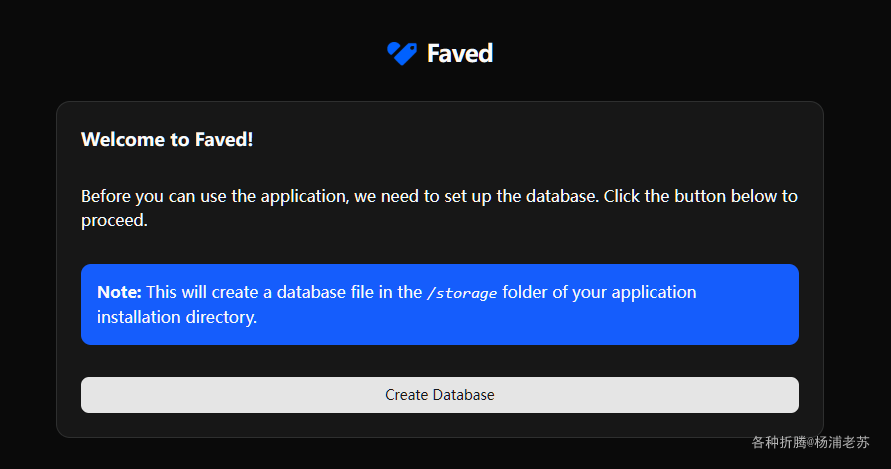 Faved
Welcome to Faved!
Before you can use the application, we need to set up the database. Click the button below to
proceed.
Note: This will create a database file in the /storage folder of your application
installation directory.
Create Database
各种折腾@杨浦老苏